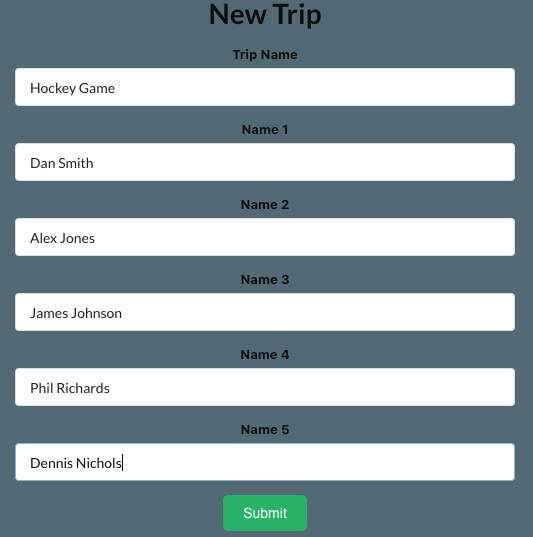 New Trip
Trip Name
Hockey Game
Name 1
Dan Smith
Name 2
Alex Jones
Name 3
James Johnson
Name 4
Phil Richards
Name 5
Dennis Nichols
Submit